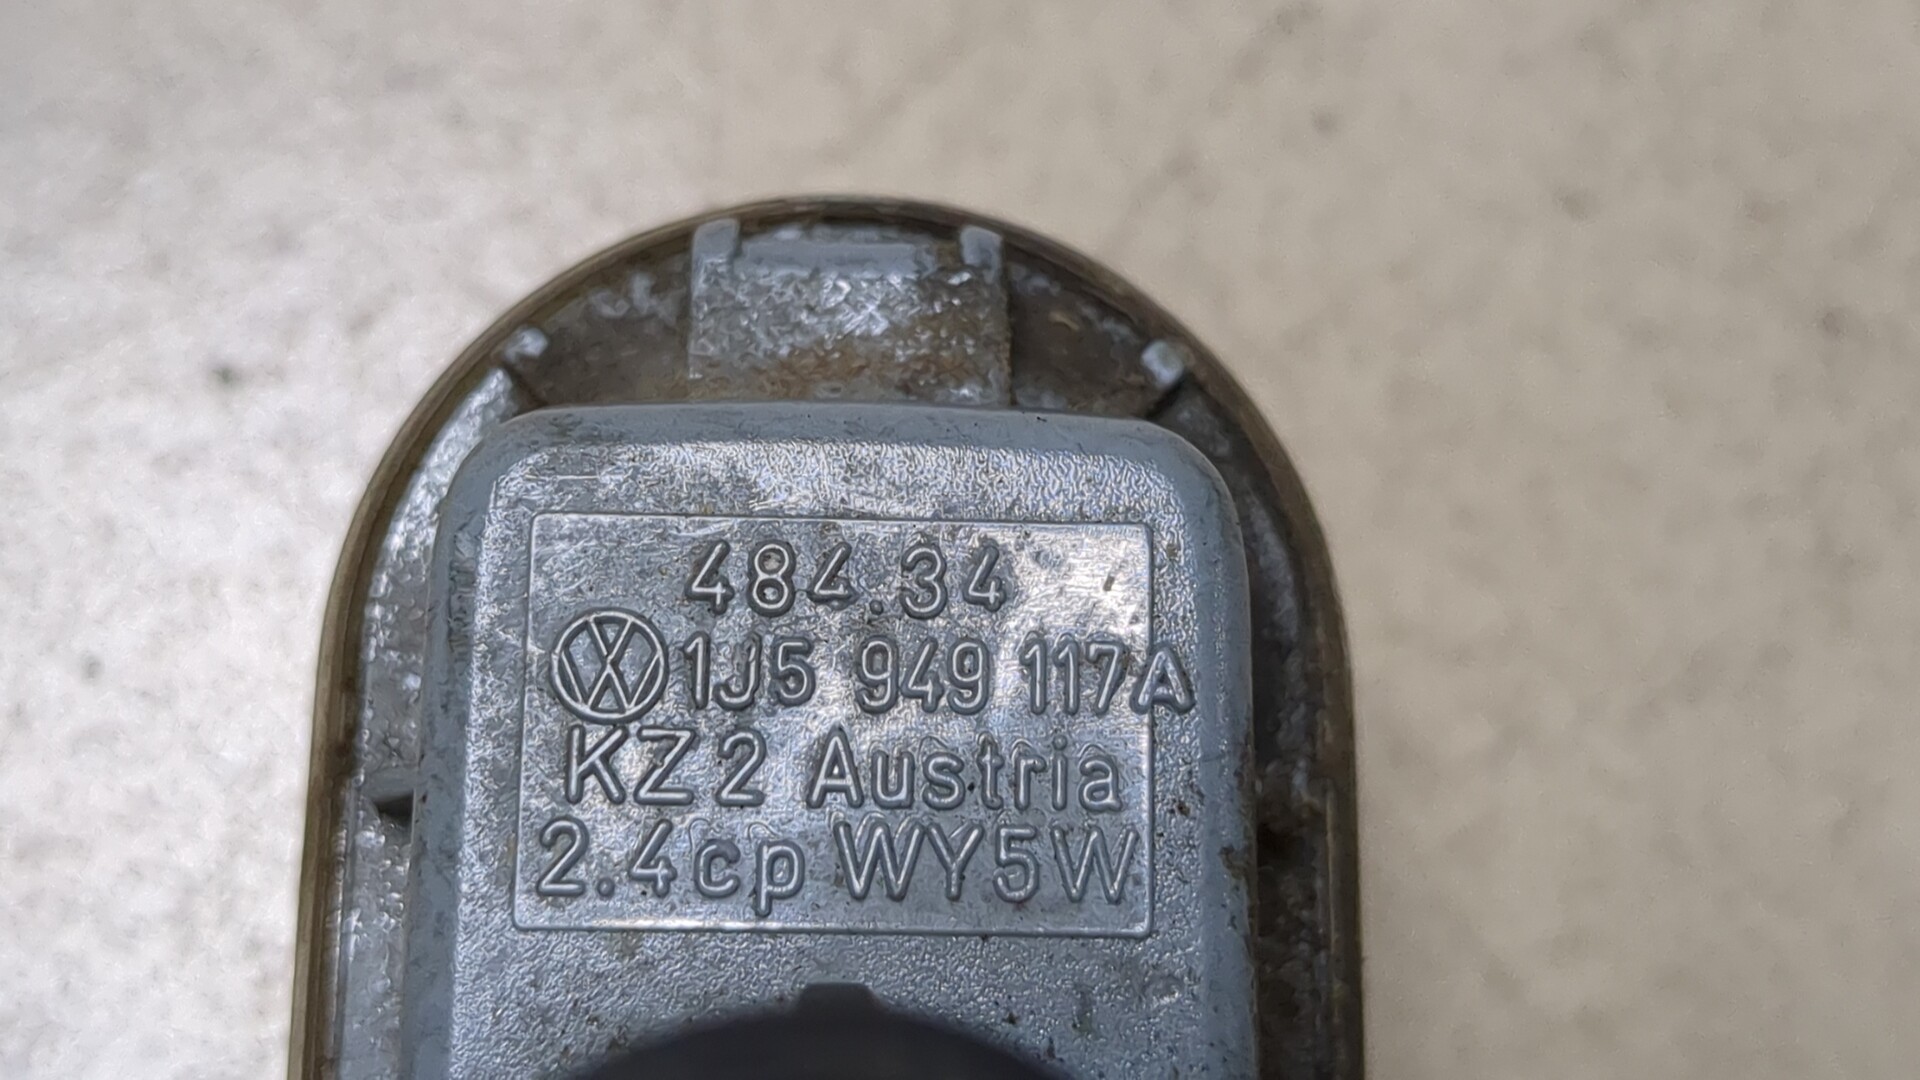 484.34
1J5 949 117A
KZ2 Austria
2.4cp WY5W